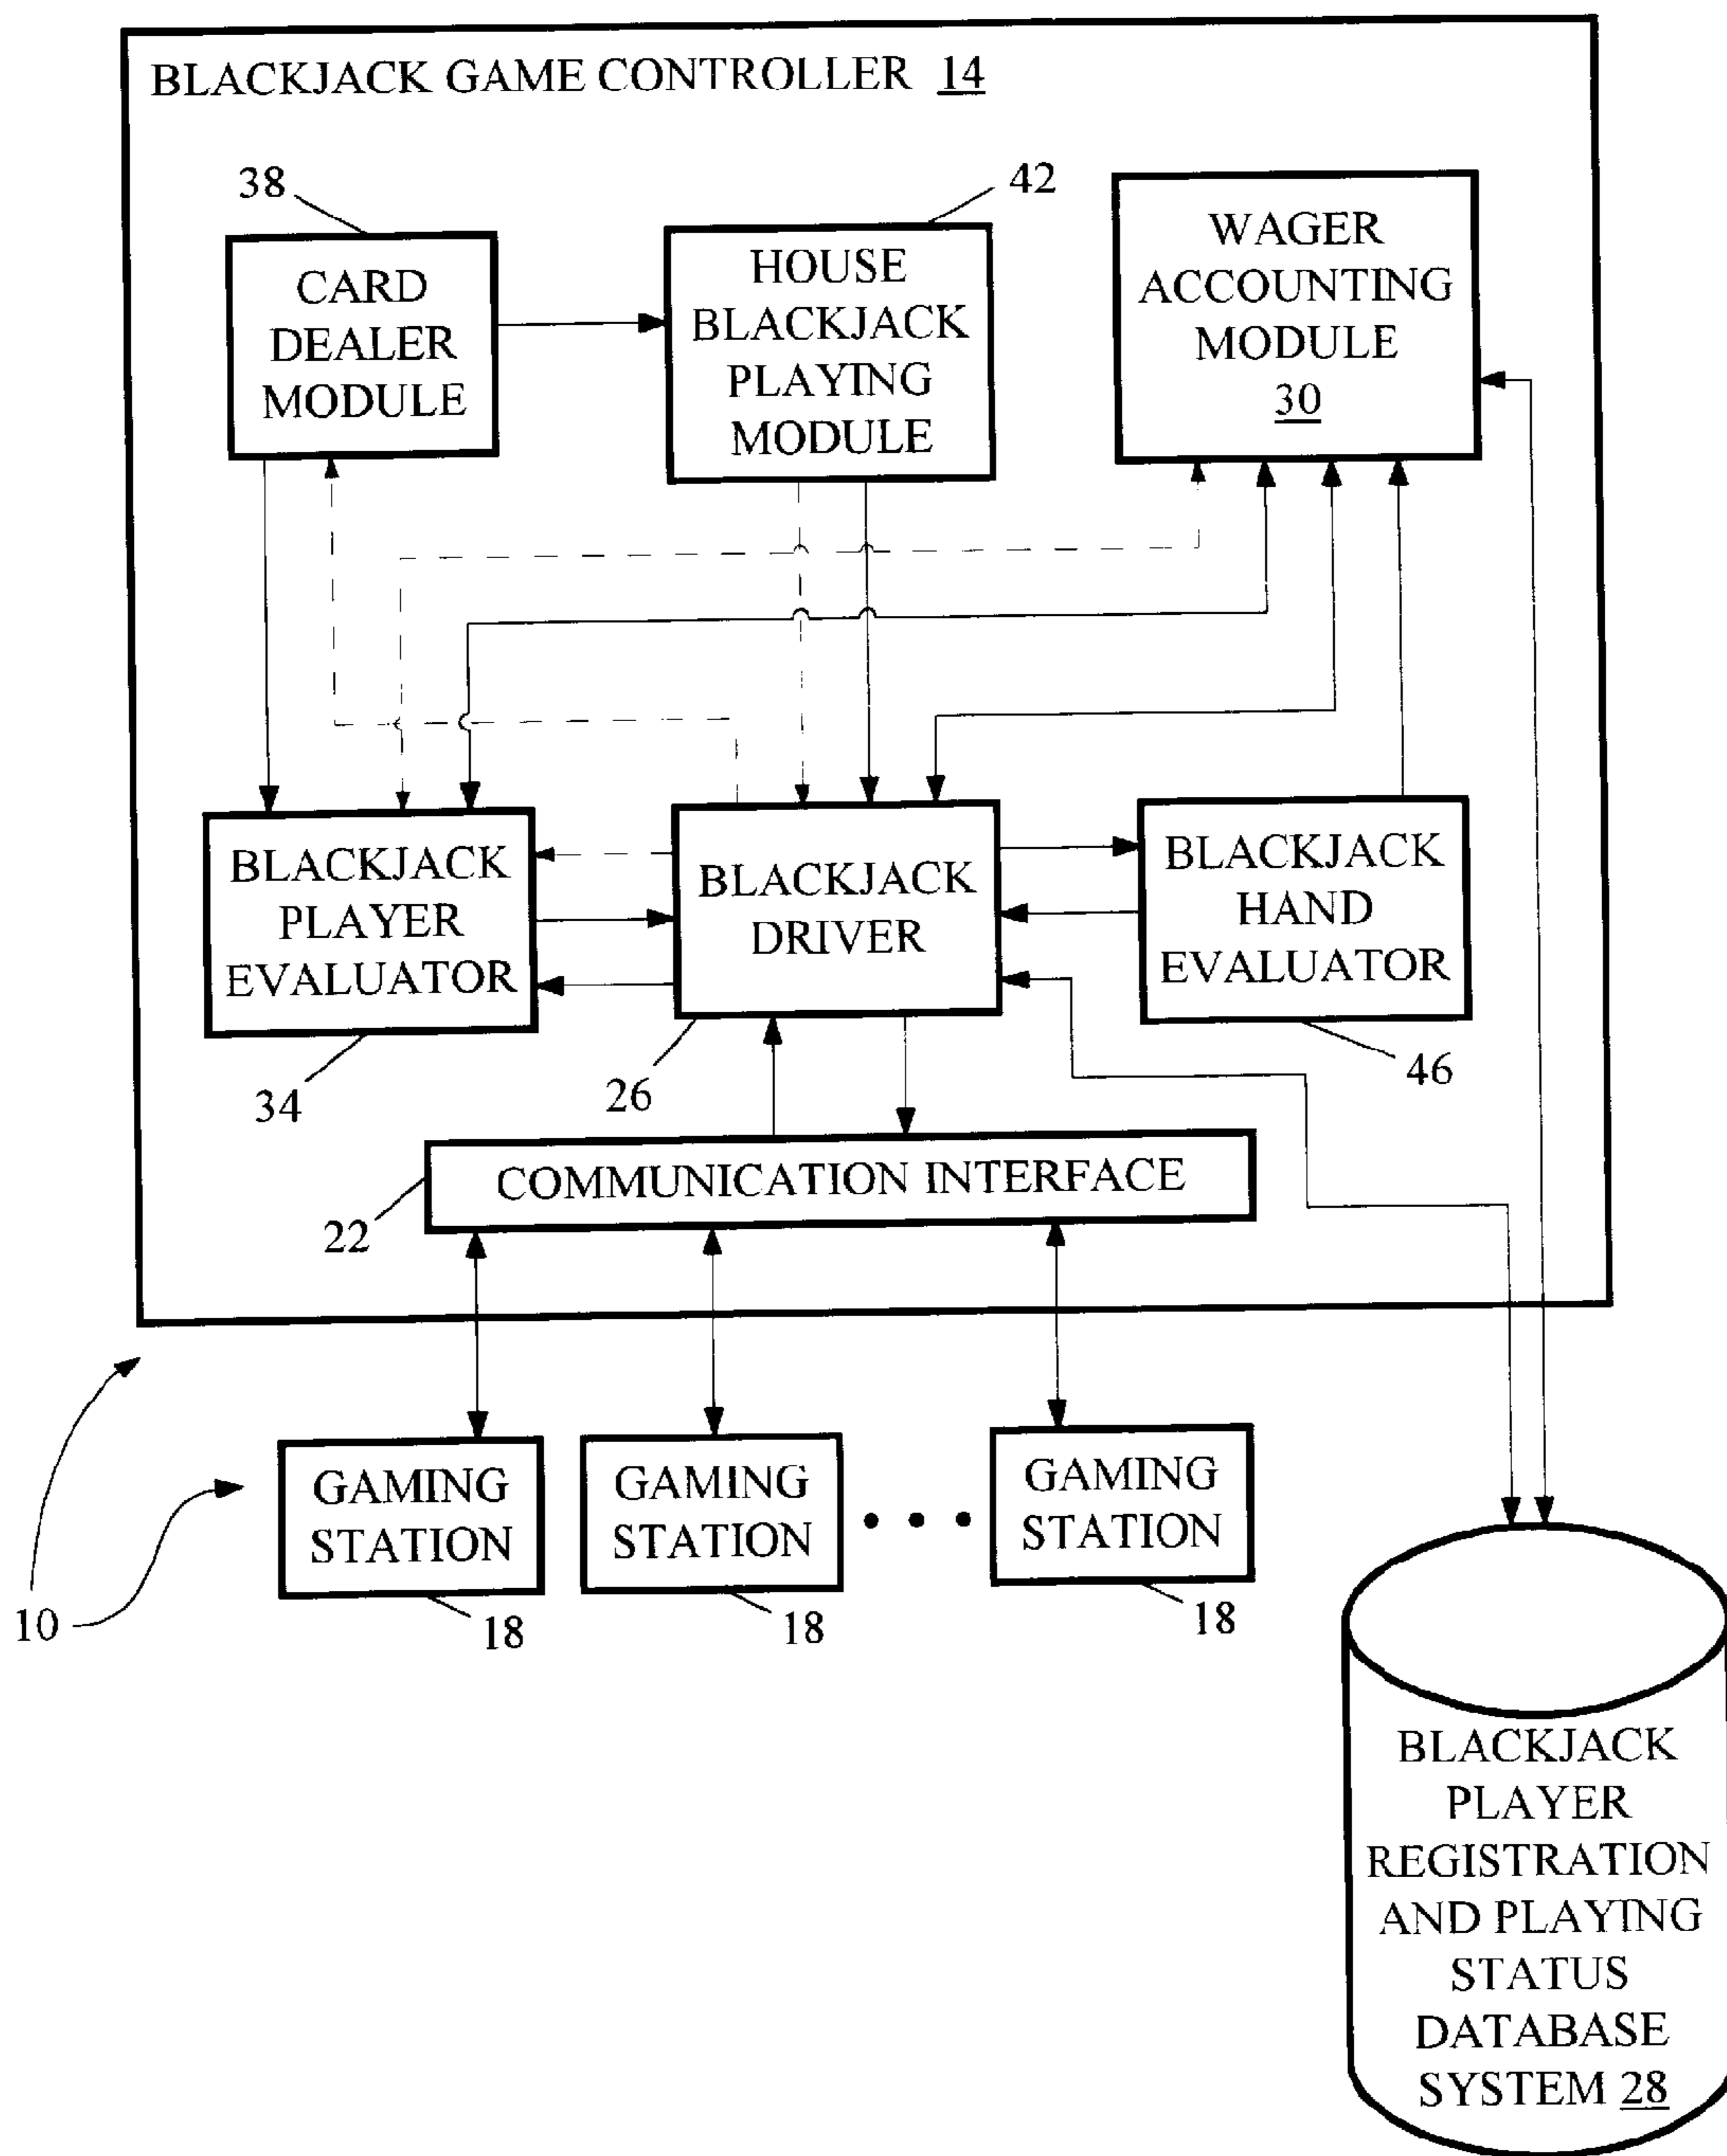 BLACKJACK GAME CONTROLLER 14
38
42
CARD
DEALER
MODULE
HOUSE
BLACKJACK
PLAYING
MODULE
WAGER
ACCOUNTING
MODULE
30
BLACKJACK
PLAYER
EVALUATOR
BLACKJACK
DRIVER
BLACKJACK
HAND
EVALUATOR
34
26
46
COMMUNICATION INTERFACE
22
GAMING
STATION
GAMING
STATION
GAMING
STATION
10
18
18
18
BLACKJACK
PLAYER
REGISTRATION
AND PLAYING
STATUS
DATABASE
SYSTEM 28